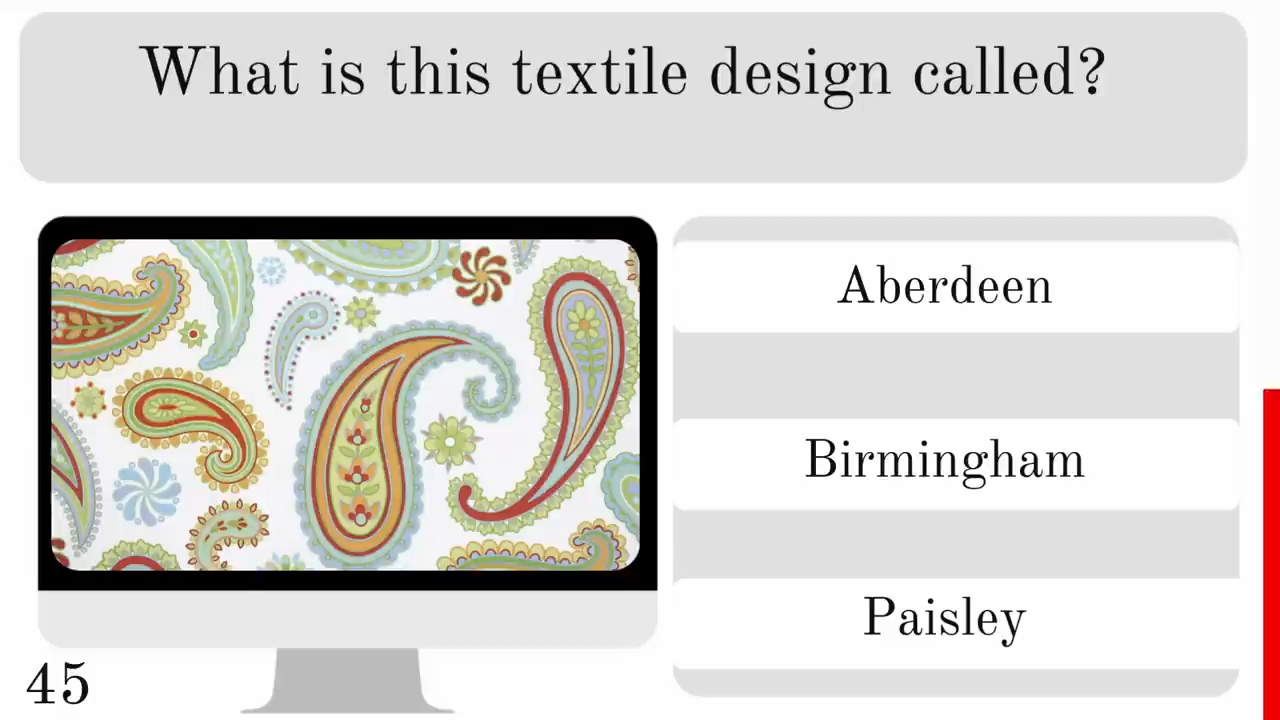 What is this textile design called?
Aberdeen
Birmingham
Paisley
45